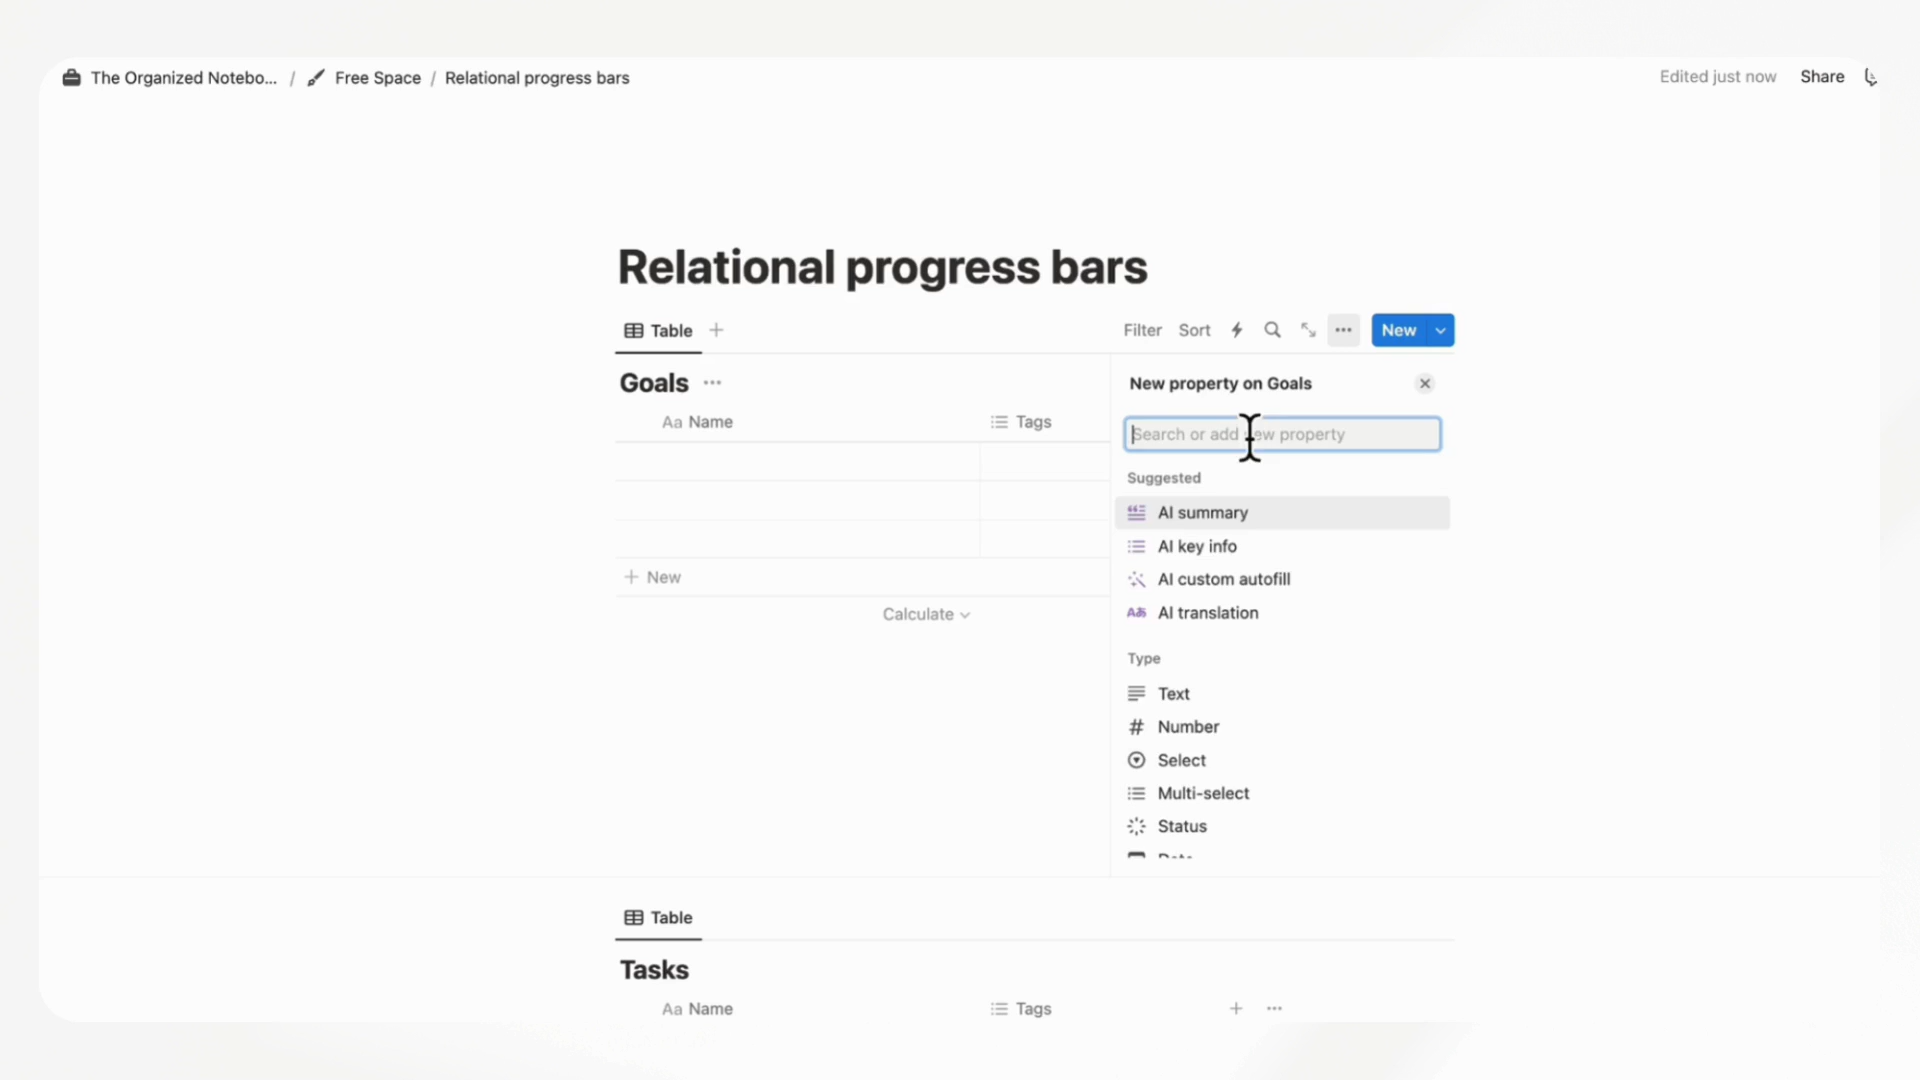 The Organized Notebo... / Free Space / Relational progress bars
Edited just now Share
Relational progress bars
Table
Filter Sort New
Goals
New property on Goals
Aa Name Tags
Search or add new property
Suggested
AI summary
AI key info
AI custom autofill
AI translation
New
Calculate
Type
Text
Number
Select
Multi-select
Status
Table
Tasks
Aa Name Tags